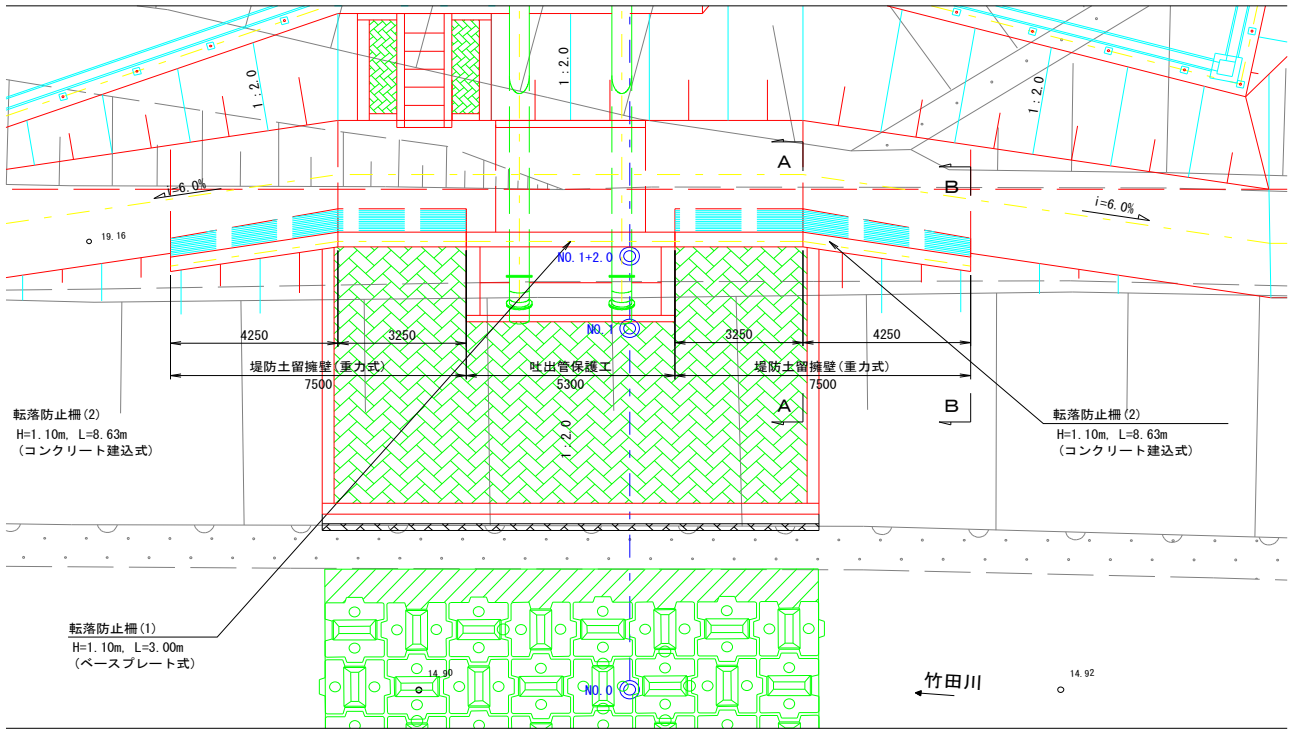 1:2.0
1:2.0
1:2.0
A
B
i=6.0%
i=6.0%
19.16
NO.1+2.0
NO.1
4250
3250
3250
4250
堤防土留擁壁(重力式)
吐出管保護工
堤防土留擁壁(重力式)
7500
5300
7500
A
B
転落防止柵(2)
H=1.10m, L=8.63m
(コンクリート建込式)
転落防止柵(2)
H=1.10m, L=8.63m
(コンクリート建込式)
1:2.0
転落防止柵(1)
H=1.10m, L=3.00m
(ベースプレート式)
14.90
NO.0
竹田川
14.92